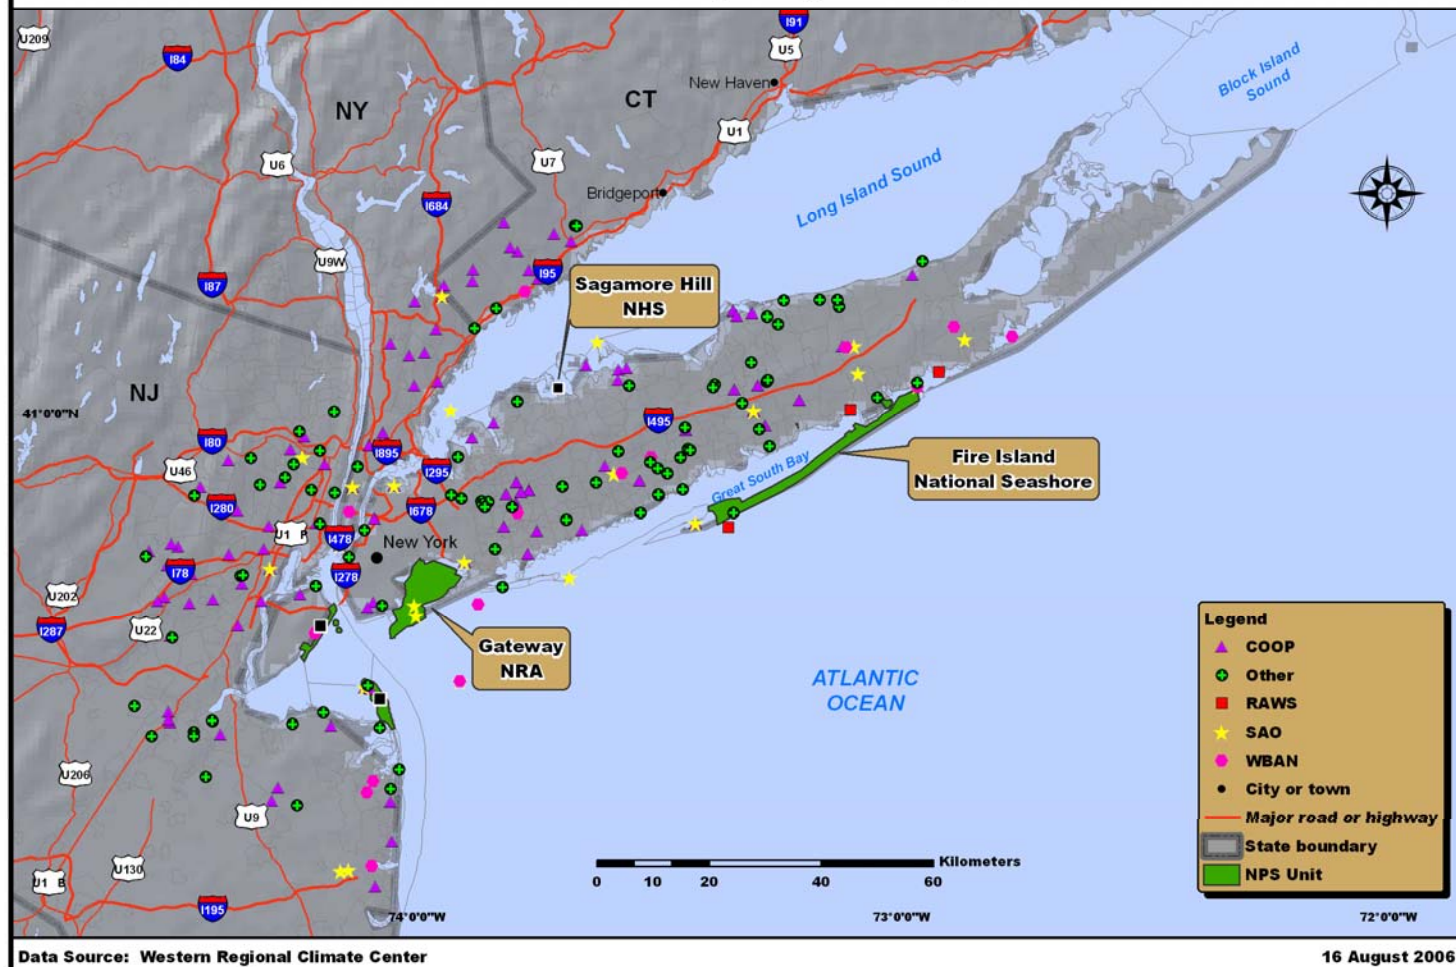 I91
U209
I84
U5
NY
CT
New Haven
Block Island
Sound
U1
U6
U7
Long Island Sound
Bridgeport
I684
U9W
I95
I87
Sagamore Hill
NHS
NJ
41°0'0"N
I495
I80
I895
U46
I295
Fire Island
National Seashore
Great South Bay
I280
I678
U1 P
I478
New York
I78
I278
U202
I287
U22
Gateway
NRA
ATLANTIC
OCEAN
Legend
COOP
Other
RAWS
SAO
WBAN
City or town
Major road or highway
State boundary
NPS Unit
U206
U9
U130
U1 B
I195
Kilometers
0 10 20 40 60
74°0'0"W
73°0'0"W
72°0'0"W
Data Source: Western Regional Climate Center
16 August 2006